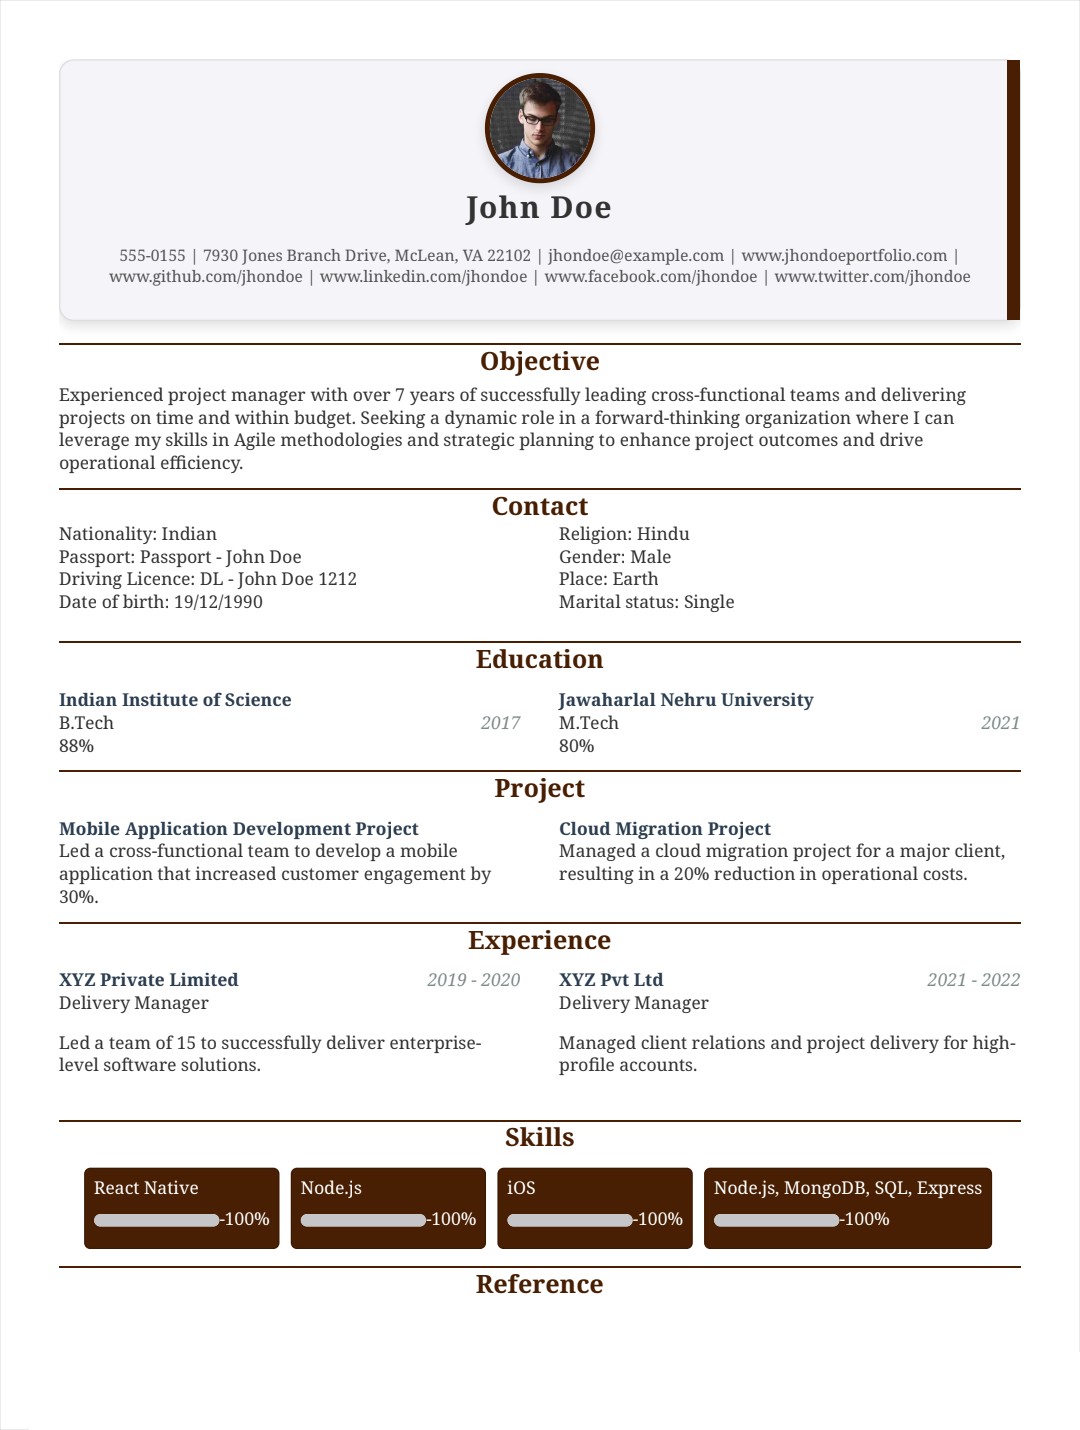 John Doe
555-0155 | 7930 Jones Branch Drive, McLean, VA 22102 | jhondoe@example.com | www.jhondoeportfolio.com |
www.github.com/jhondoe | www.linkedin.com/jhondoe | www.facebook.com/jhondoe | www.twitter.com/jhondoe
Objective
Experienced project manager with over 7 years of successfully leading cross-functional teams and delivering
projects on time and within budget. Seeking a dynamic role in a forward-thinking organization where I can
leverage my skills in Agile methodologies and strategic planning to enhance project outcomes and drive
operational efficiency.
Contact
Nationality: Indian
Passport: Passport - John Doe
Driving Licence: DL - John Doe 1212
Date of birth: 19/12/1990
Religion: Hindu
Gender: Male
Place: Earth
Marital status: Single
Education
Indian Institute of Science
B.Tech 2017
88%
Jawaharlal Nehru University
M.Tech 2021
80%
Project
Mobile Application Development Project
Led a cross-functional team to develop a mobile
application that increased customer engagement by
30%.
Cloud Migration Project
Managed a cloud migration project for a major client,
resulting in a 20% reduction in operational costs.
Experience
XYZ Private Limited 2019 - 2020
Delivery Manager
Led a team of 15 to successfully deliver enterprise-
level software solutions.
XYZ Pvt Ltd 2021 - 2022
Delivery Manager
Managed client relations and project delivery for high-
profile accounts.
Skills
React Native
-100%
Node.js
-100%
iOS
-100%
Node.js, MongoDB, SQL, Express
-100%
Reference